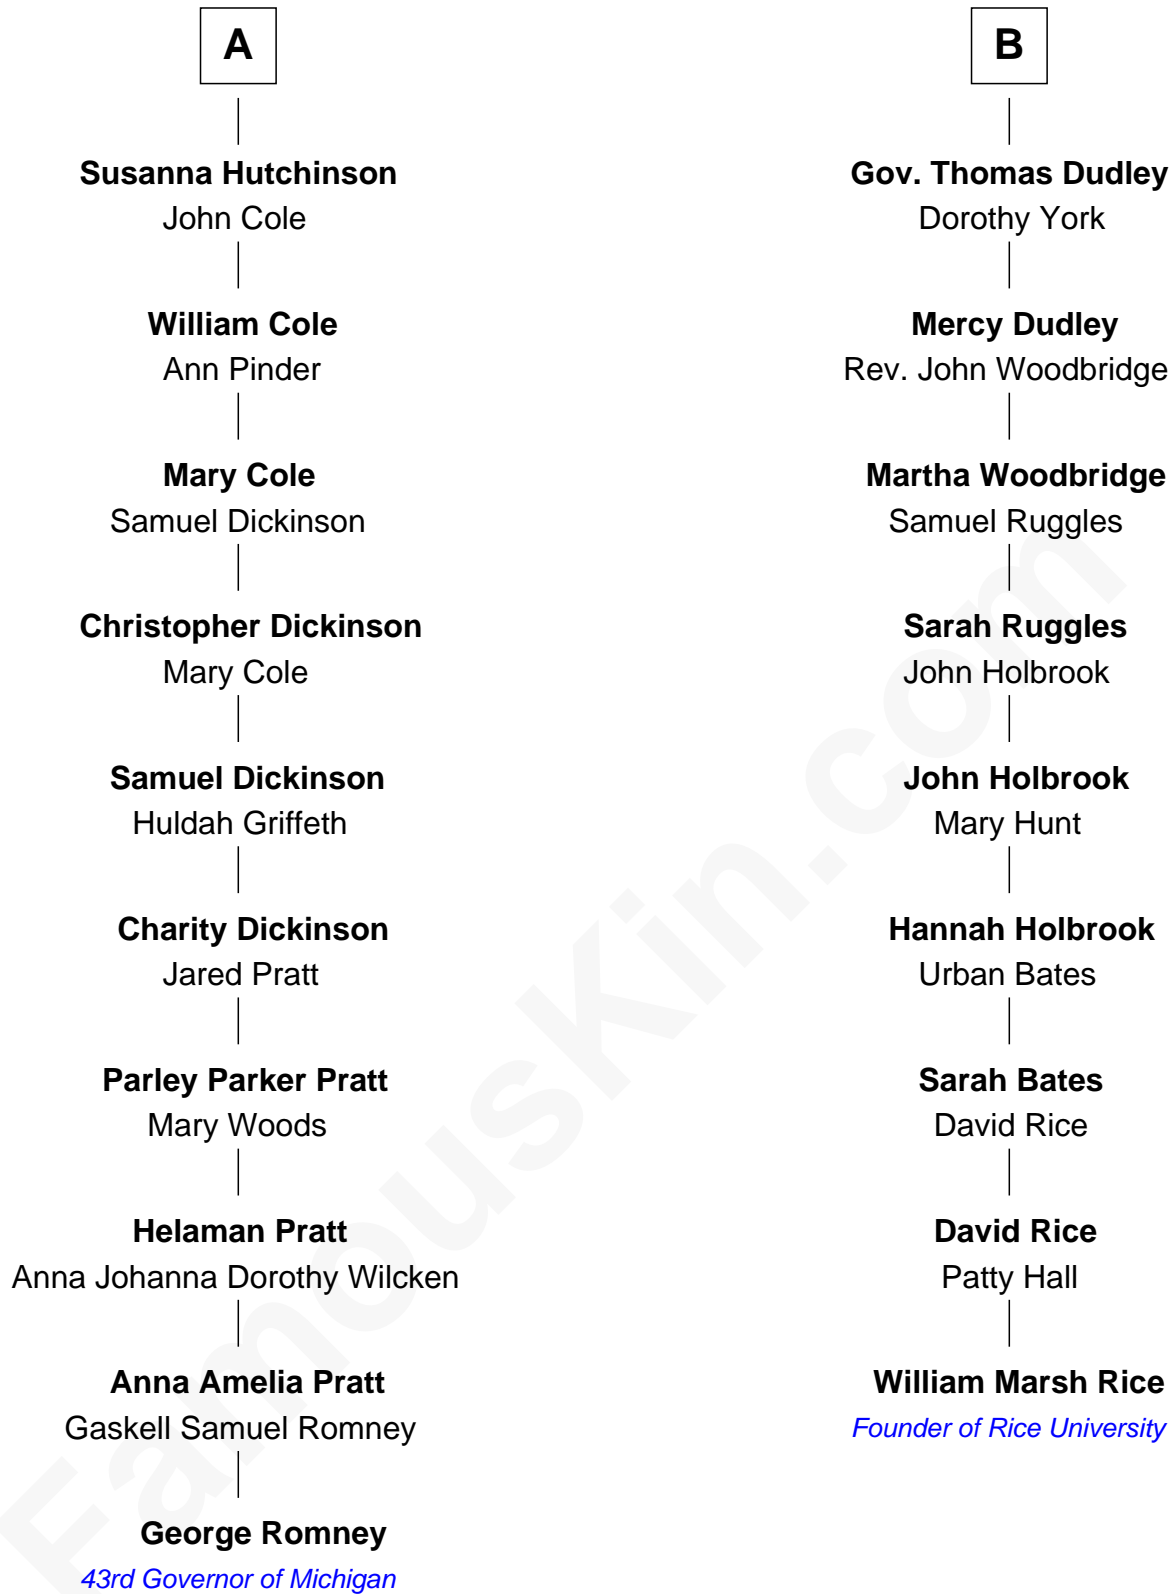 A
Susanna Hutchinson
John Cole
William Cole
Ann Pinder
Mary Cole
Samuel Dickinson
Christopher Dickinson
Mary Cole
Samuel Dickinson
Huldah Griffeth
Charity Dickinson
Jared Pratt
Parley Parker Pratt
Mary Woods
Helaman Pratt
Anna Johanna Dorothy Wilcken
Anna Amelia Pratt
Gaskell Samuel Romney
George Romney
43rd Governor of Michigan
B
Gov. Thomas Dudley
Dorothy York
Mercy Dudley
Rev. John Woodbridge
Martha Woodbridge
Samuel Ruggles
Sarah Ruggles
John Holbrook
John Holbrook
Mary Hunt
Hannah Holbrook
Urban Bates
Sarah Bates
David Rice
David Rice
Patty Hall
William Marsh Rice
Founder of Rice University
FamousKin.com